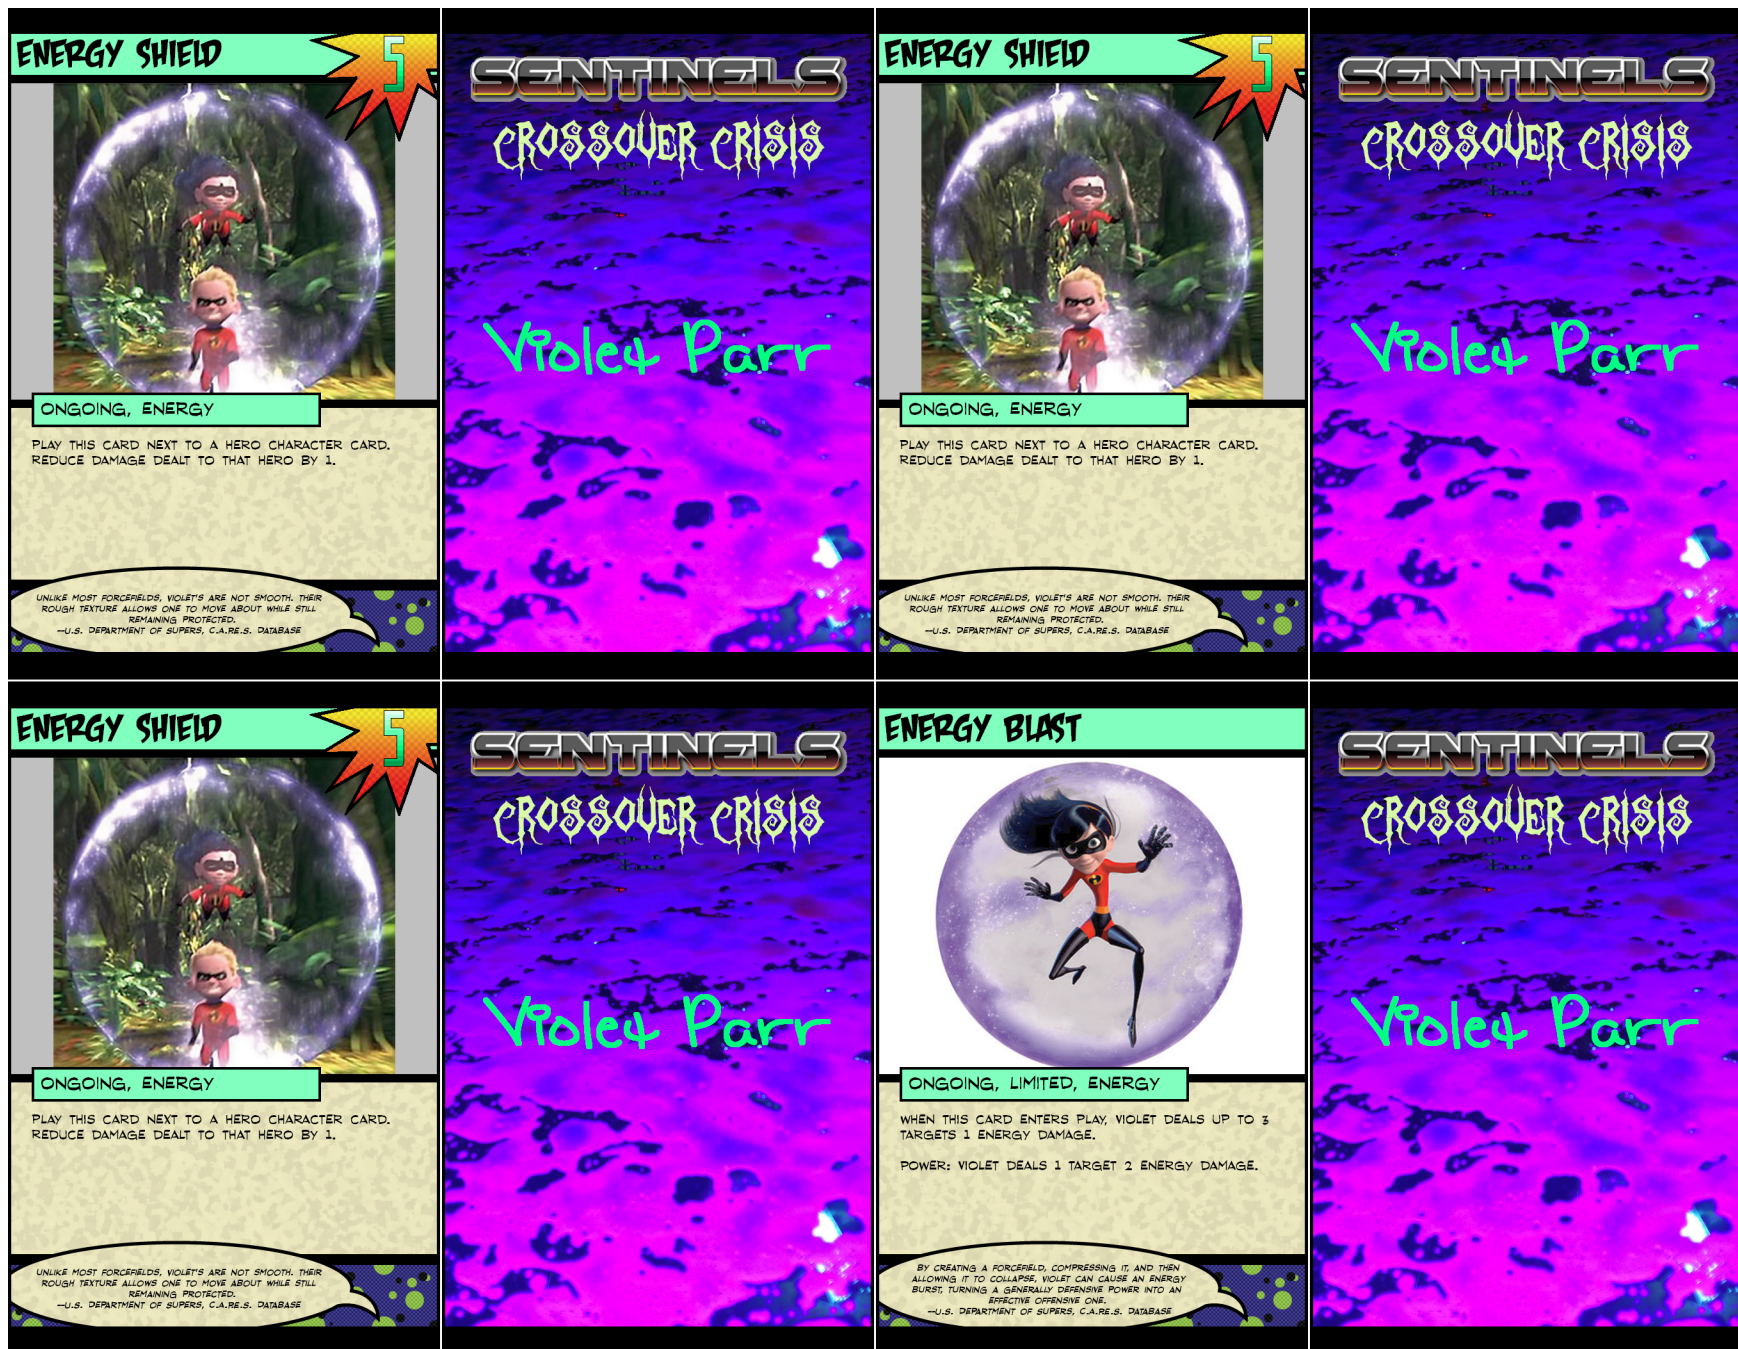 ENERGY SHIELD
5
ONGOING, ENERGY
PLAY THIS CARD NEXT TO A HERO CHARACTER CARD.
REDUCE DAMAGE DEALT TO THAT HERO BY 1.
UNLIKE MOST FORCEFIELDS, VIOLET'S ARE NOT SMOOTH. THEIR
ROUGH TEXTURE ALLOWS ONE TO MOVE ABOUT WHILE STILL
REMAINING PROTECTED.
--U.S. DEPARTMENT OF SUPERS, C.A.RE.S. DATABASE
SENTINELS
CROSSOVER CRISIS
Violet Parr
ENERGY SHIELD
5
ONGOING, ENERGY
PLAY THIS CARD NEXT TO A HERO CHARACTER CARD.
REDUCE DAMAGE DEALT TO THAT HERO BY 1.
UNLIKE MOST FORCEFIELDS, VIOLET'S ARE NOT SMOOTH. THEIR
ROUGH TEXTURE ALLOWS ONE TO MOVE ABOUT WHILE STILL
REMAINING PROTECTED.
--U.S. DEPARTMENT OF SUPERS, C.A.RE.S. DATABASE
SENTINELS
CROSSOVER CRISIS
Violet Parr
ENERGY SHIELD
5
ONGOING, ENERGY
PLAY THIS CARD NEXT TO A HERO CHARACTER CARD.
REDUCE DAMAGE DEALT TO THAT HERO BY 1.
UNLIKE MOST FORCEFIELDS, VIOLET'S ARE NOT SMOOTH. THEIR
ROUGH TEXTURE ALLOWS ONE TO MOVE ABOUT WHILE STILL
REMAINING PROTECTED.
--U.S. DEPARTMENT OF SUPERS, C.A.RE.S. DATABASE
SENTINELS
CROSSOVER CRISIS
Violet Parr
ENERGY BLAST
ONGOING, LIMITED, ENERGY
WHEN THIS CARD ENTERS PLAY, VIOLET DEALS UP TO 3
TARGETS 1 ENERGY DAMAGE.
POWER: VIOLET DEALS 1 TARGET 2 ENERGY DAMAGE.
BY CREATING A FORCEFIELD, COMPRESSING IT, AND THEN
ALLOWING IT TO COLLAPSE, VIOLET CAN CAUSE AN ENERGY
BURST, TURNING A GENERALLY DEFENSIVE POWER INTO AN
EFFECTIVE OFFENSIVE ONE.
--U.S. DEPARTMENT OF SUPERS, C.A.RE.S. DATABASE
SENTINELS
CROSSOVER CRISIS
Violet Parr